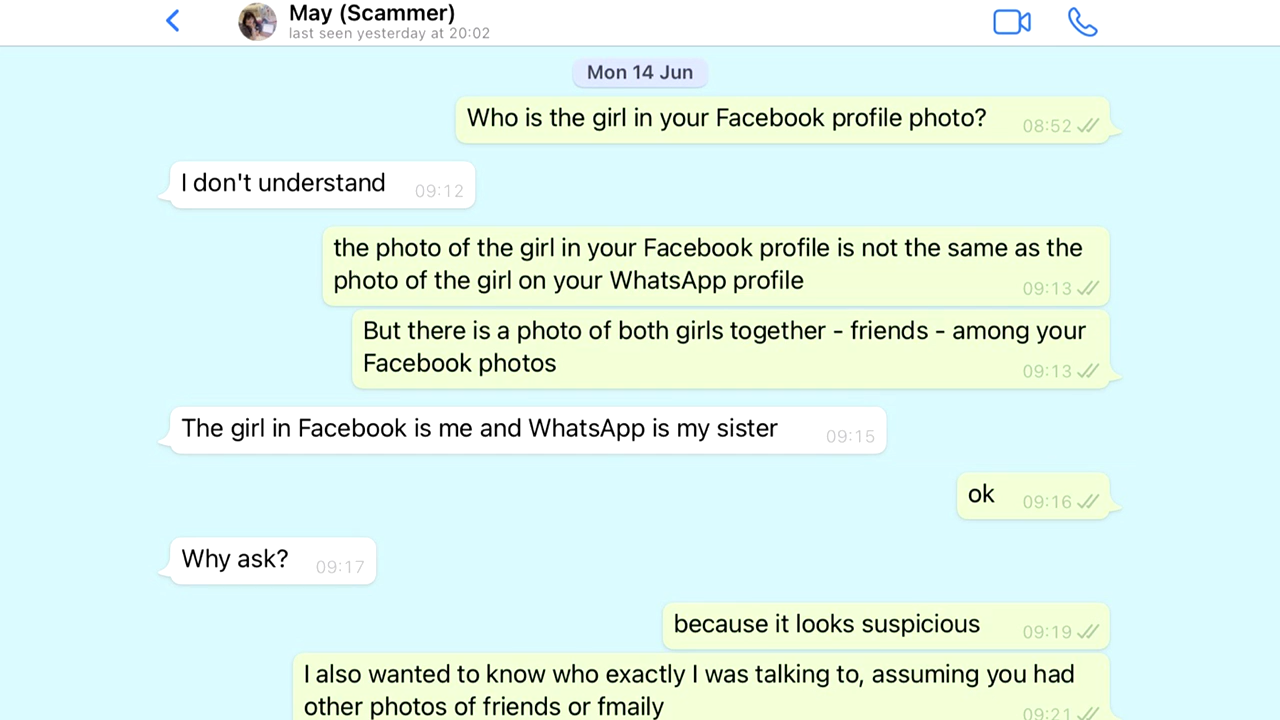 May (Scammer)
last seen yesterday at 20:02
Mon 14 Jun
Who is the girl in your Facebook profile photo?
08:52
I don't understand
09:12
the photo of the girl in your Facebook profile is not the same as the
photo of the girl on your WhatsApp profile
09:13
But there is a photo of both girls together - friends - among your
Facebook photos
09:13
The girl in Facebook is me and WhatsApp is my sister
09:15
ok
09:16
Why ask?
09:17
because it looks suspicious
09:19
I also wanted to know who exactly I was talking to, assuming you had
other photos of friends or fmaily
09:21